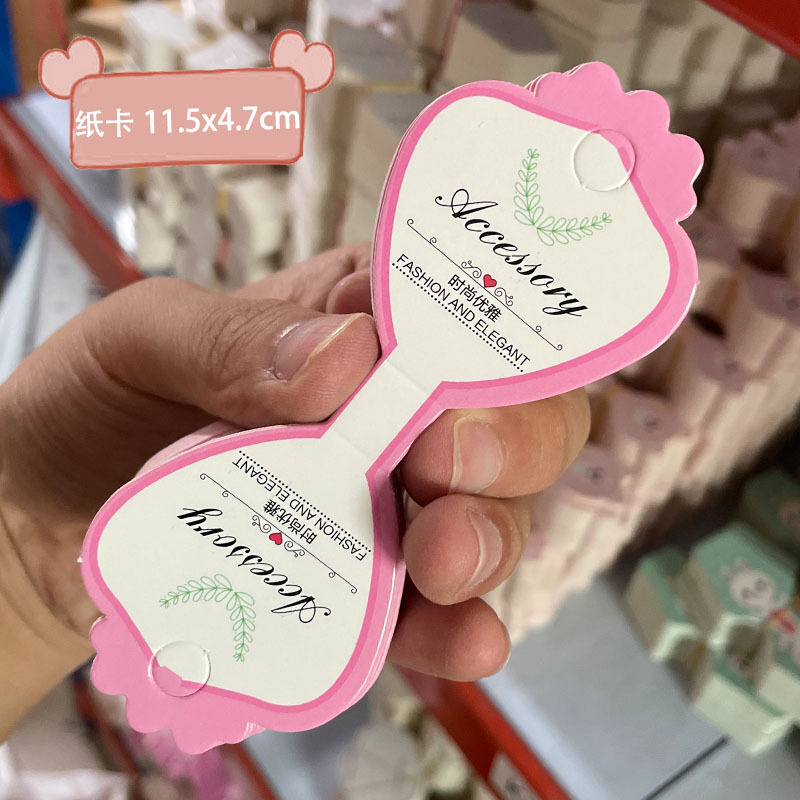 纸卡 11.5x4.7cm
Accessory
时尚优雅
FASHION AND ELEGANT
FASHION AND ELEGANT
时尚优雅
Accessory